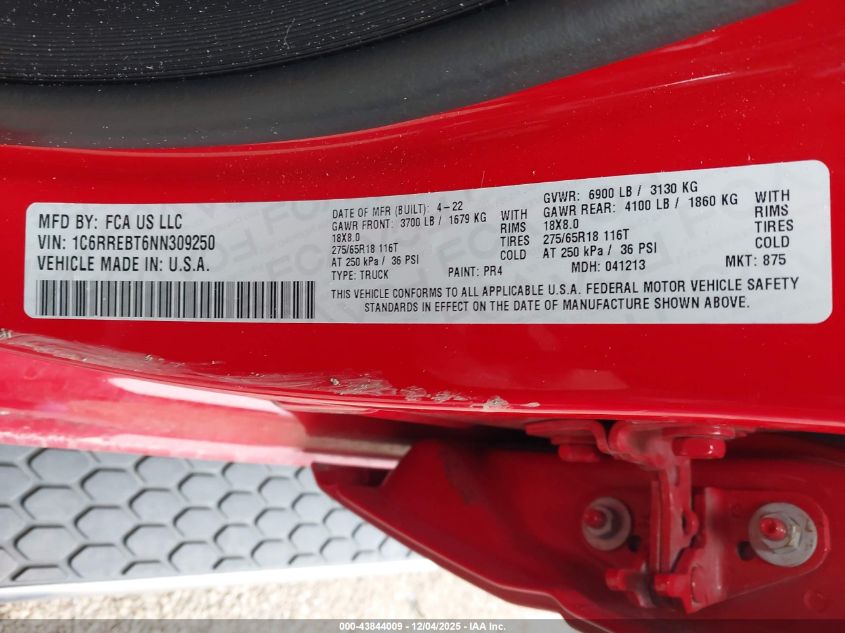 MFD BY: FCA US LLC
VIN: 1C6RREBT6NN309250
VEHICLE MADE IN: U.S.A.
DATE OF MFR (BUILT): 4-22
GAWR FRONT: 3700 LB / 1679 KG WITH
18X8.0 RIMS
275/65R18 116T TIRES
AT 250 kPa / 36 PSI COLD
TYPE: TRUCK PAINT: PR4
GVWR: 6900 LB / 3130 KG
GAWR REAR: 4100 LB / 1860 KG WITH
18X8.0 RIMS
275/65R18 116T TIRES
AT 250 kPa / 36 PSI COLD
MDH: 041213 MKT: 875
THIS VEHICLE CONFORMS TO ALL APPLICABLE U.S.A. FEDERAL MOTOR VEHICLE SAFETY
STANDARDS IN EFFECT ON THE DATE OF MANUFACTURE SHOWN ABOVE.
000-43844009 - 12/04/2025 - IAA Inc.